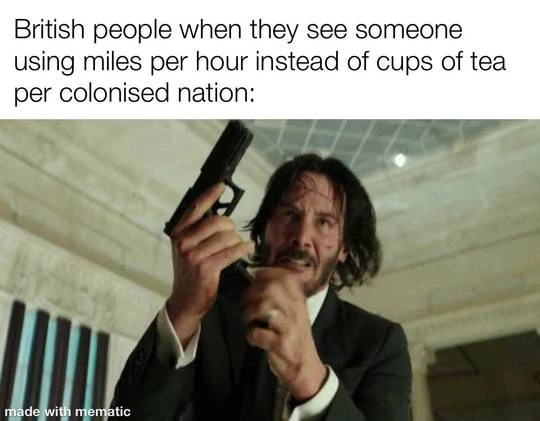 British people when they see someone
using miles per hour instead of cups of tea
per colonised nation:
made with mematic